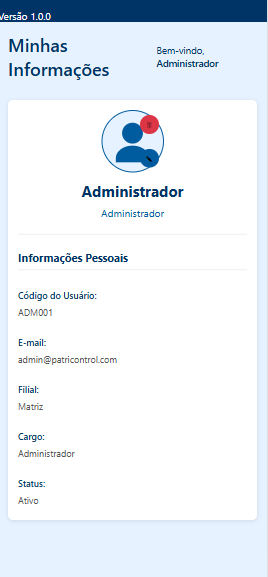 Versão 1.0.0
Minhas
Informações
Bem-vindo,
Administrador
Administrador
Administrador
Informações Pessoais
Código do Usuário:
ADM001
E-mail:
admin@patricontrol.com
Filial:
Matriz
Cargo:
Administrador
Status:
Ativo